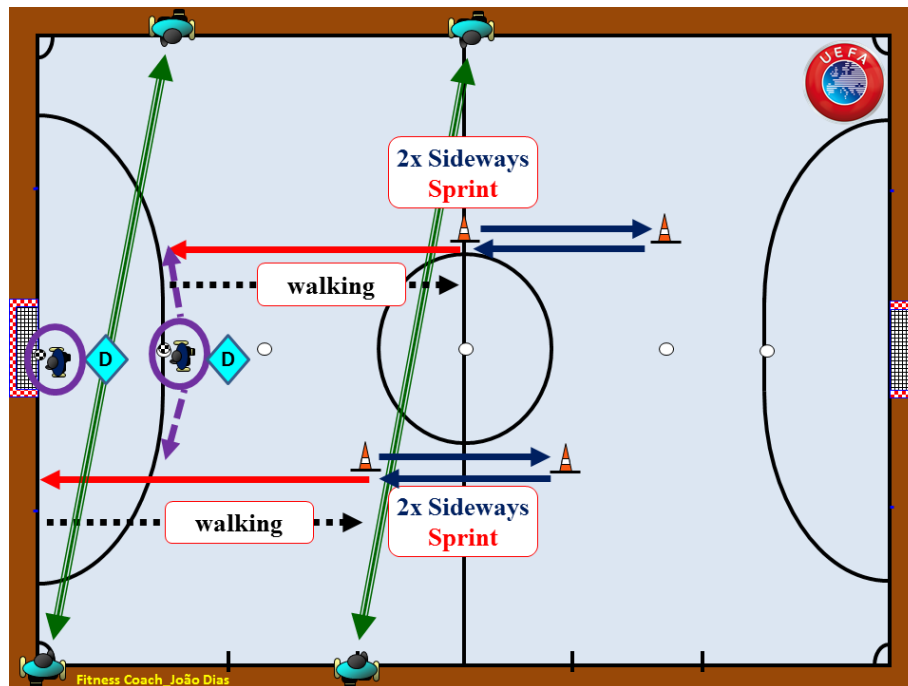 UEFA
2x Sideways
Sprint
walking
D
D
walking
2x Sideways
Sprint
Fitness Coach_João Dias